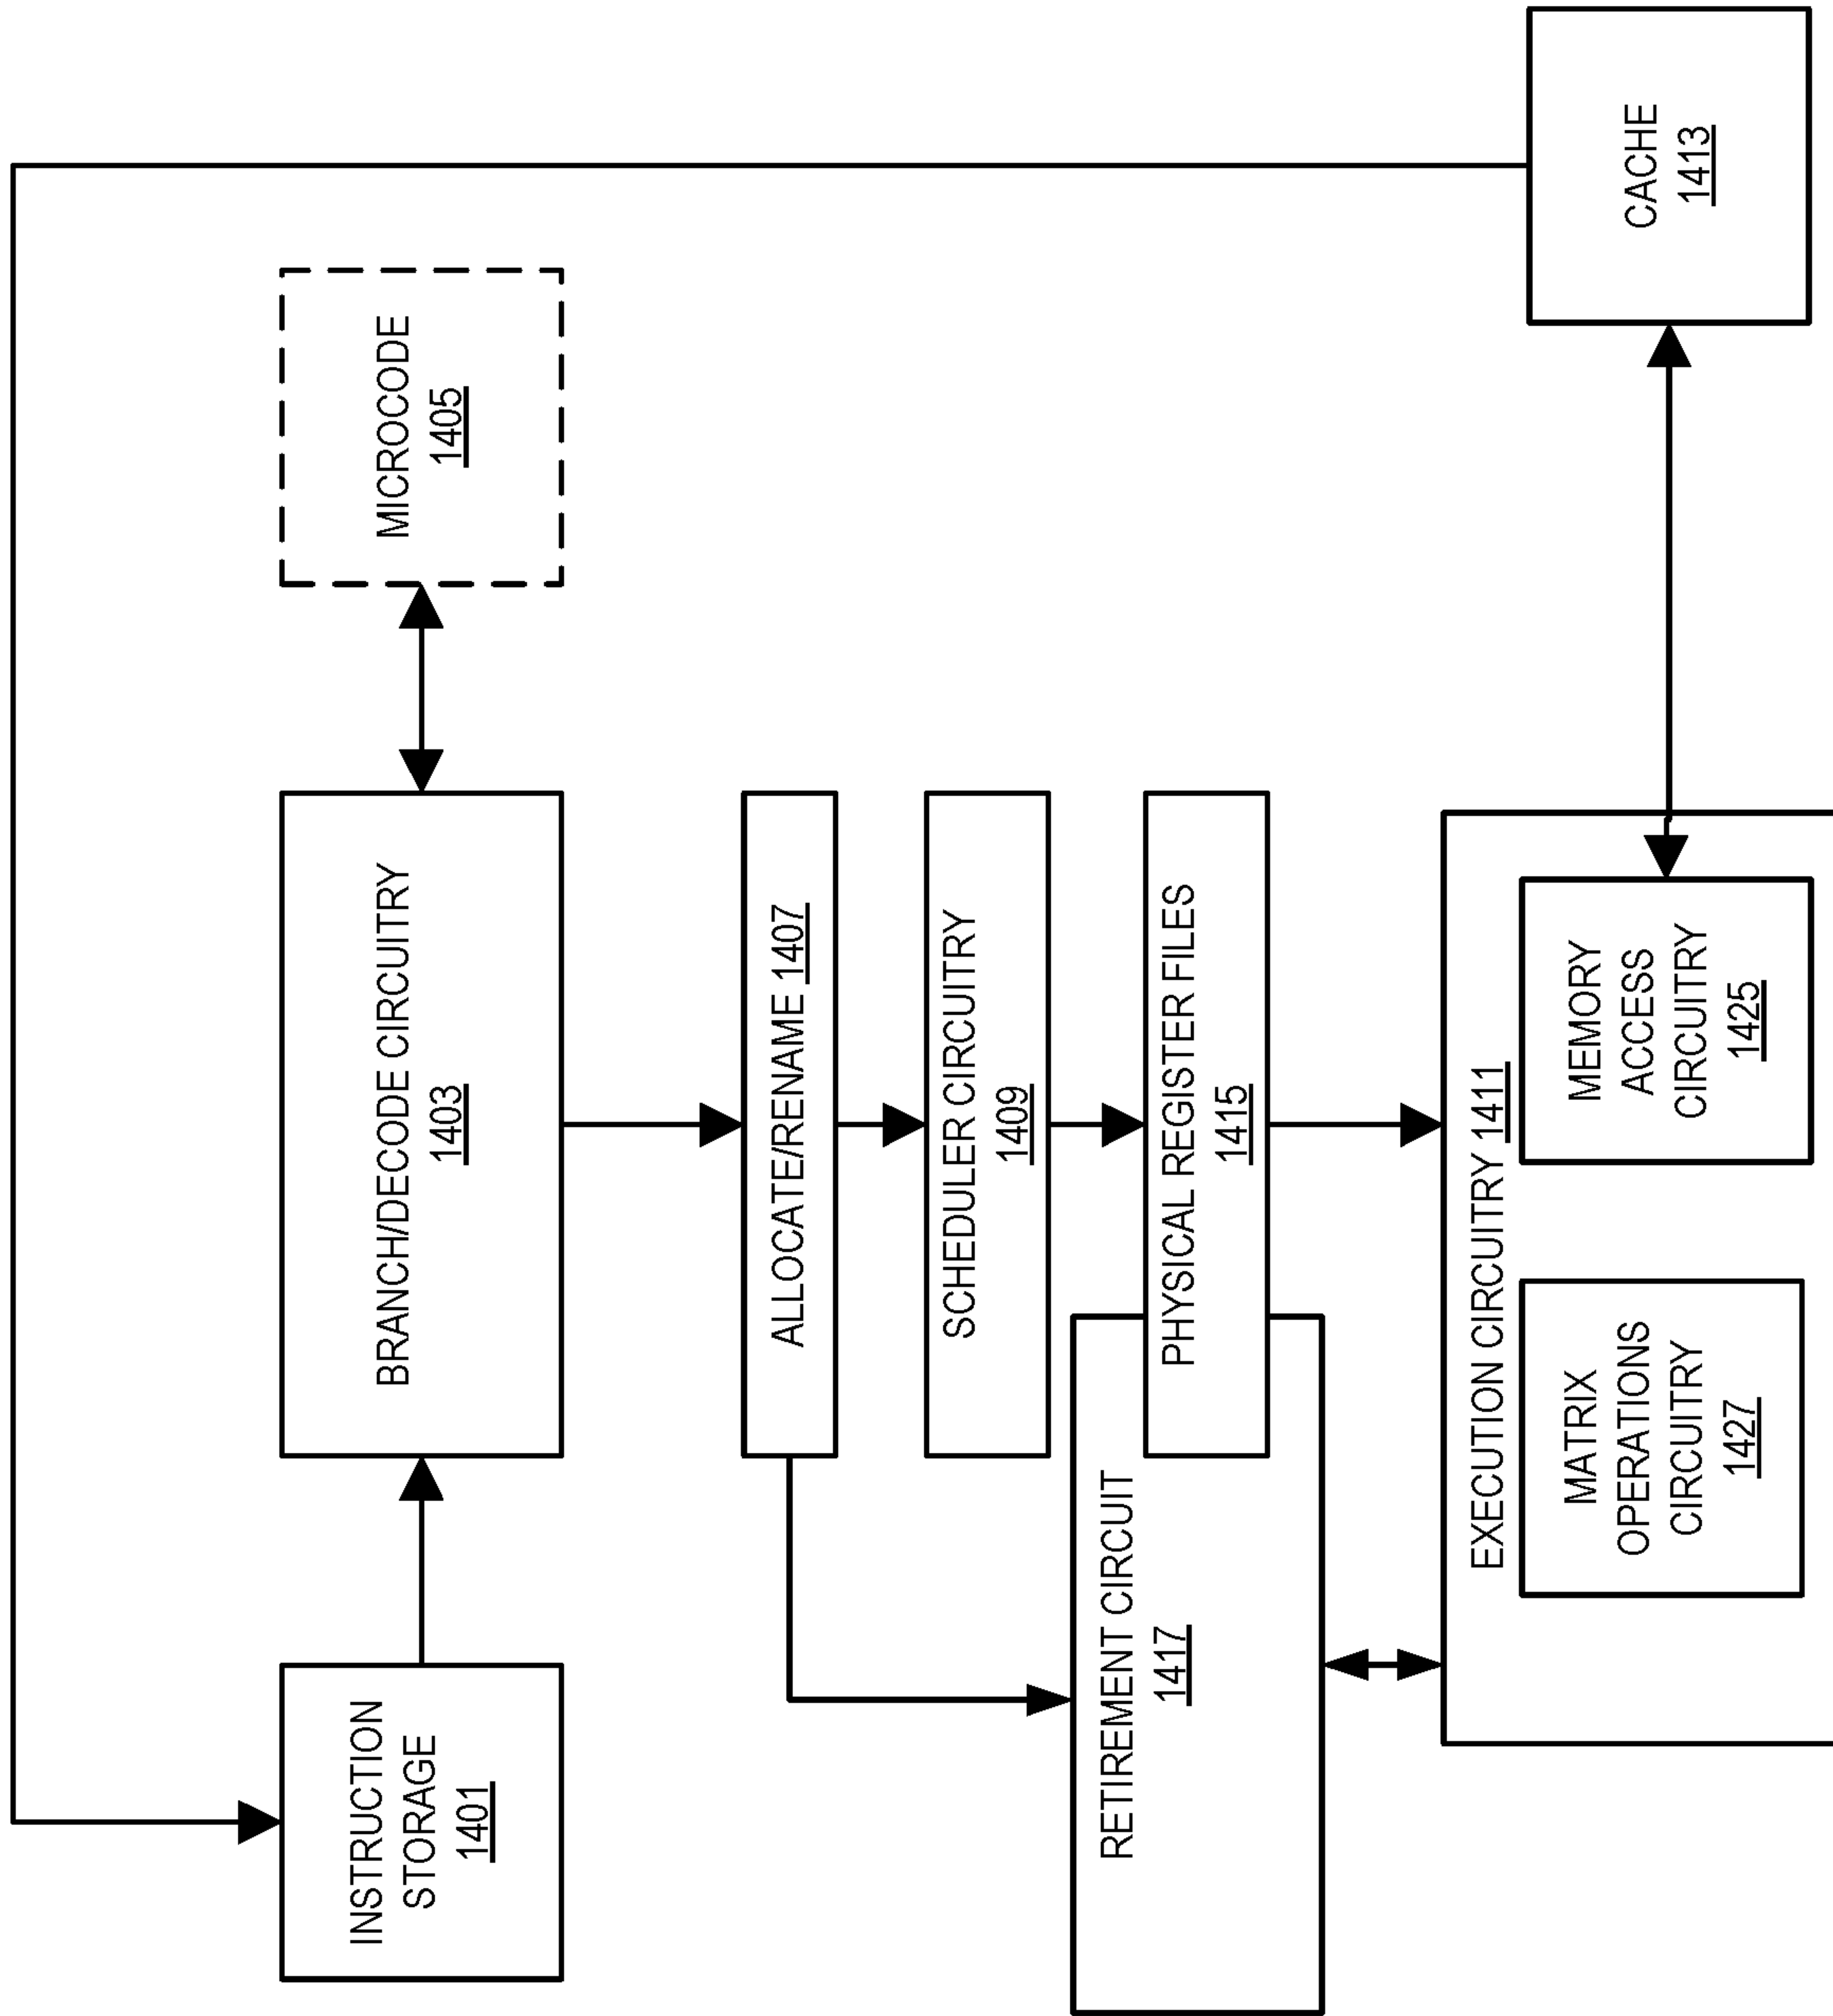 INSTRUCTION
STORAGE
1401
BRANCH/DECODE CIRCUITRY
1403
MICROCODE
1405
ALLOCATE/RENAME 1407
SCHEDULER CIRCUITRY
1409
RETIREMENT CIRCUIT
1417
PHYSICAL REGISTER FILES
1415
EXECUTION CIRCUITRY 1411
MATRIX
OPERATIONS
CIRCUITRY
1427
MEMORY
ACCESS
CIRCUITRY
1425
CACHE
1413